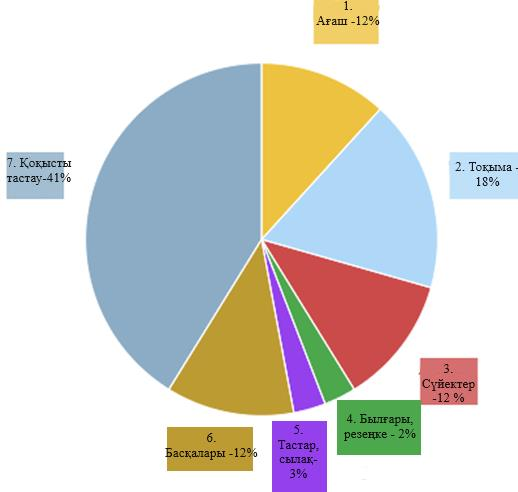 1.
Ағаш -12%
2. Тоқыма -
18%
3.
Сүйектер
-12 %
4. Былғары,
резеңке - 2%
5.
Тастар,
сылақ-
3%
6.
Басқалары -12%
7. Қоқысты
тастау-41%